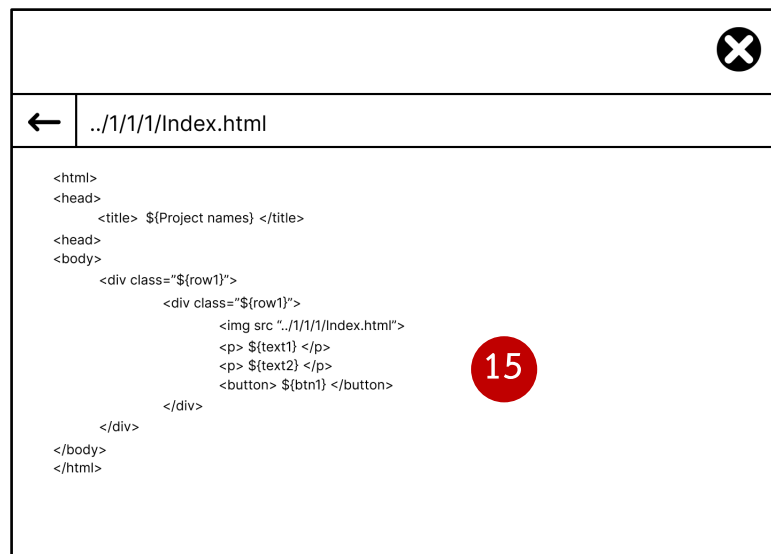 ../1/1/1/Index.html
<html>
<head>
<title> ${Project names} </title>
<head>
<body>
<div class=”${row1}”>
<div class=”${row1}”>
<img src “../1/1/1/Index.html”>
<p> ${text1} </p>
<p> ${text2} </p>
<button> ${btn1} </button>
15
</div>
</div>
</body>
</html>